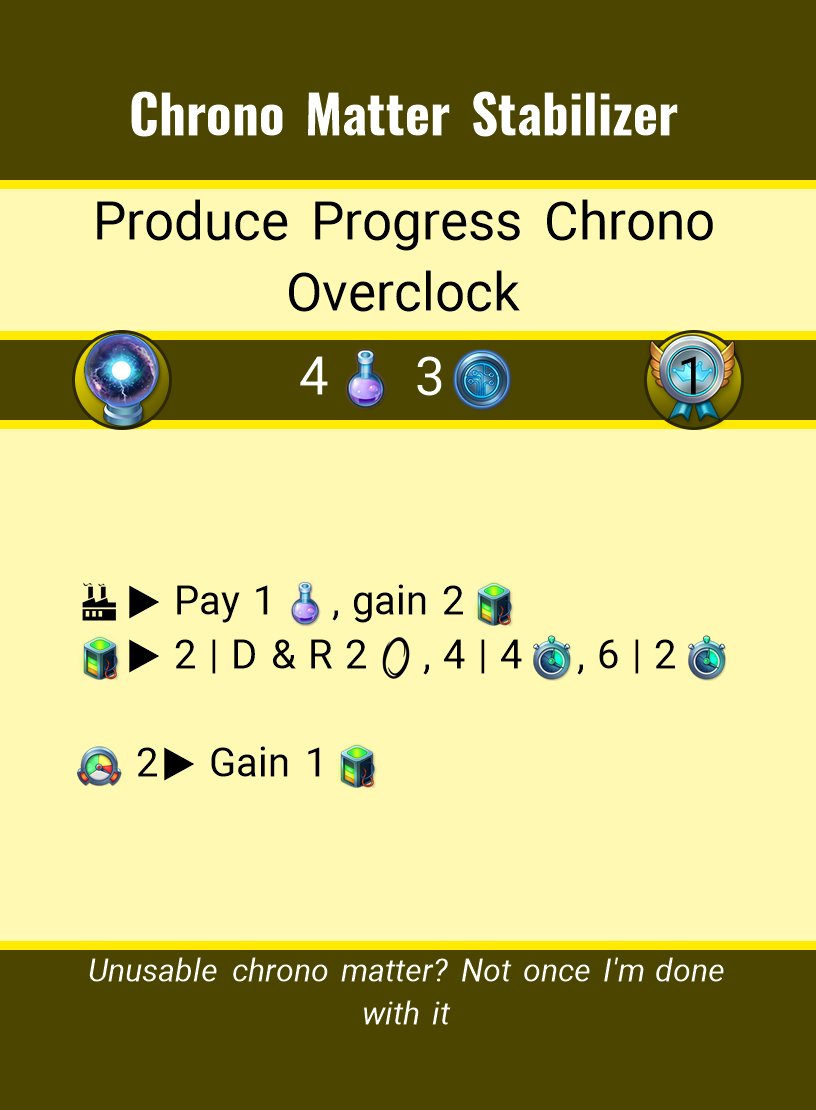 Chrono Matter Stabilizer
Produce Progress Chrono
Overclock
4 3 1
Pay 1 , gain 2
2 | D & R 2 , 4 | 4 , 6 | 2
2 Gain 1
Unusable chrono matter? Not once I'm done
with it